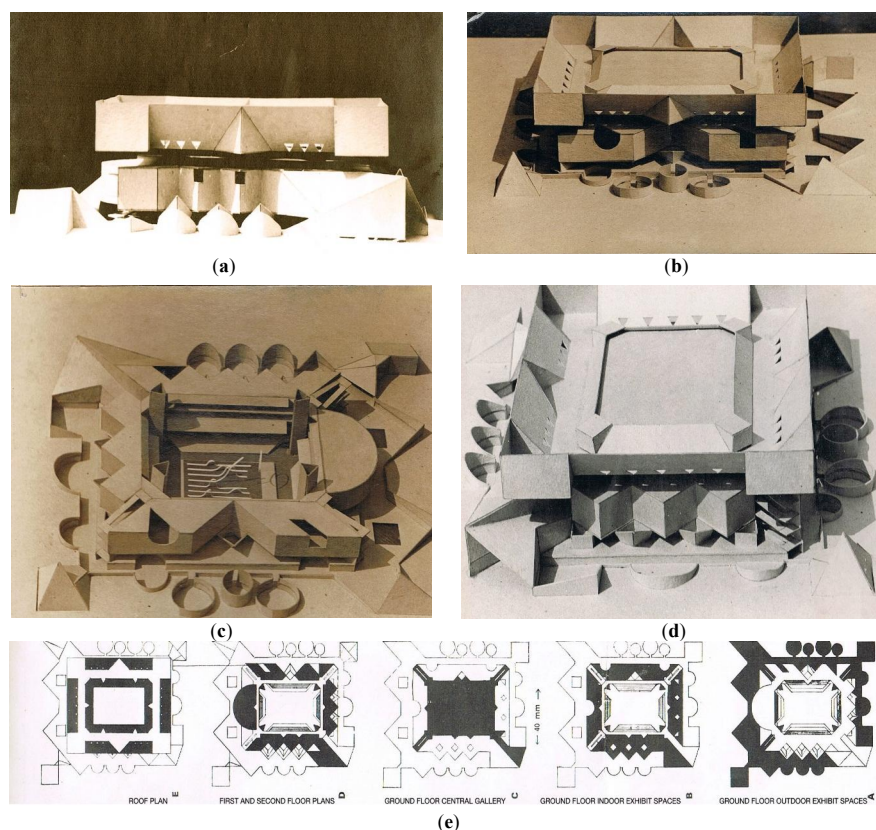 (a)
(b)
(c)
(d)
40 mm
ROOF PLAN E
FIRST AND SECOND FLOOR PLANS D
GROUND FLOOR CENTRAL GALLERY C
GROUND FLOOR INDOOR EXHIBIT SPACES B
GROUND FLOOR OUTDOOR EXHIBIT SPACES A
(e)